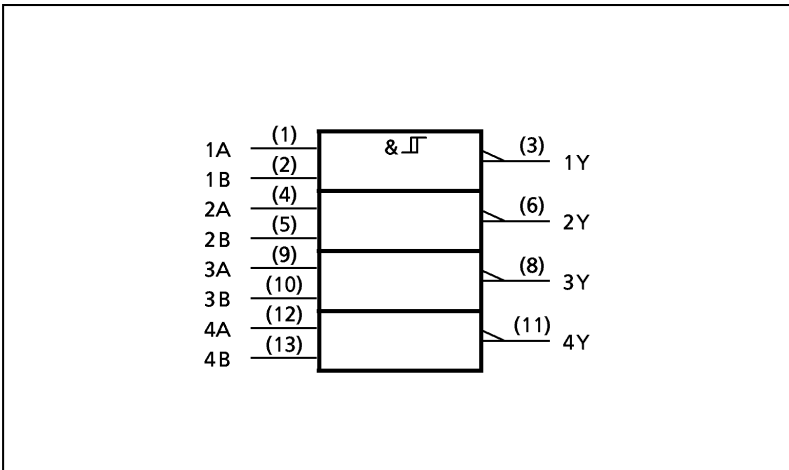 1A (1) & (3) 1Y
1B (2)
2A (4) (6) 2Y
2B (5)
3A (9) (8) 3Y
3B (10)
4A (12) (11) 4Y
4B (13)